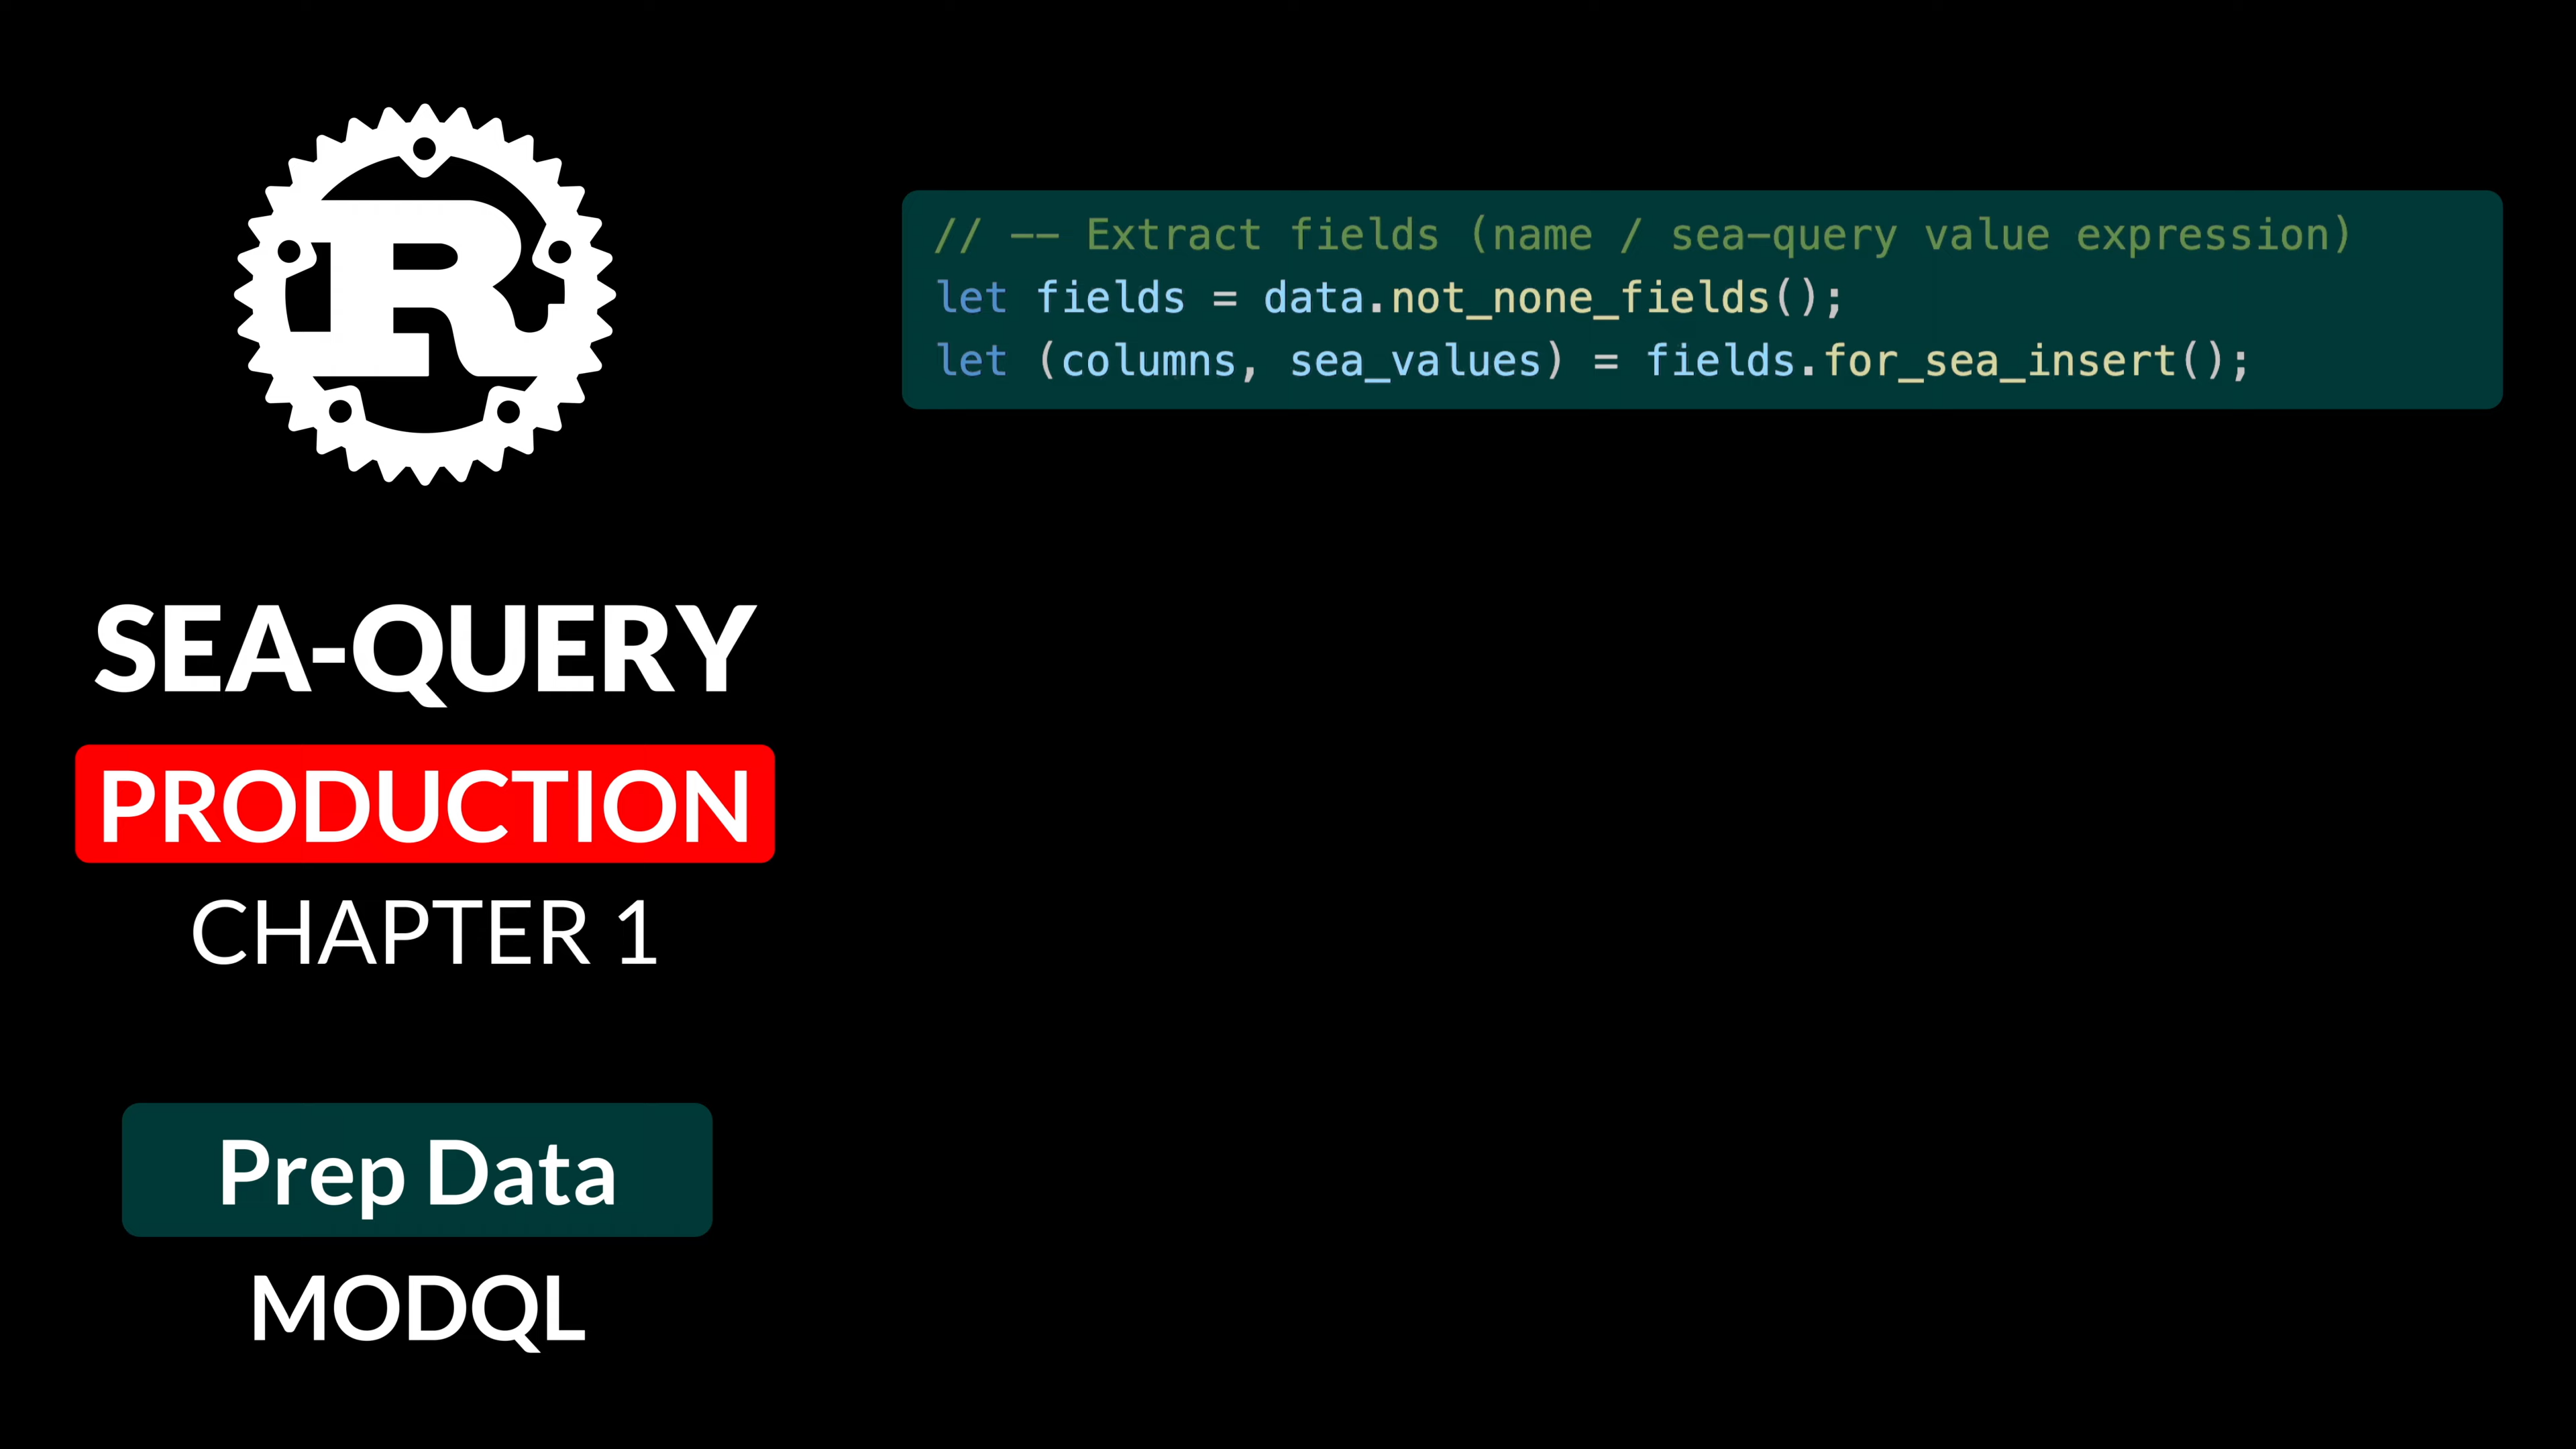 SEA-QUERY
PRODUCTION
CHAPTER 1
Prep Data
MODQL
// -- Extract fields (name / sea-query value expression)
let fields = data.not_none_fields();
let (columns, sea_values) = fields.for_sea_insert();